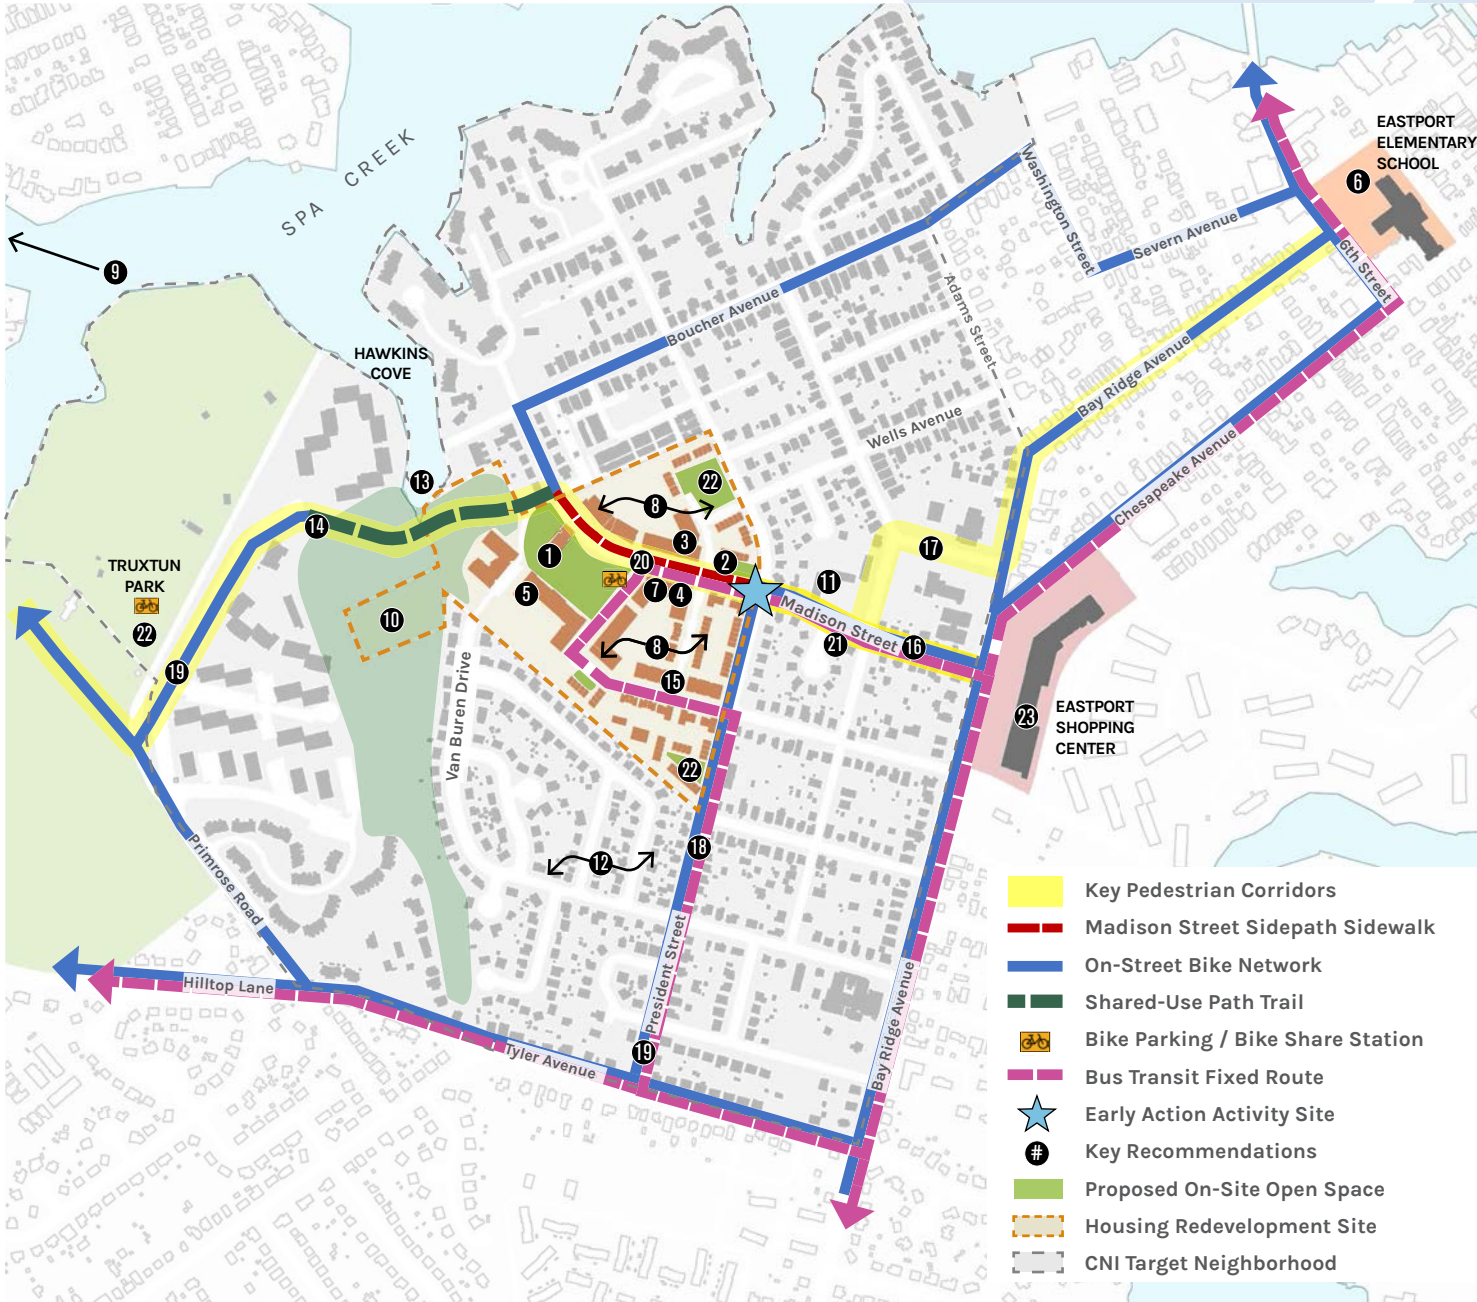 EASTPORT
ELEMENTARY
SCHOOL
6
SPA CREEK
9
Washington Street
Severn Avenue
6th Street
Adams Street
Boucher Avenue
HAWKINS
COVE
Bay Ridge Avenue
Wells Avenue
Chesapeake Avenue
13
22
8
14
3
17
1
20
2
TRUXTUN
PARK
22
5
7
4
11
10
Madison Street
8
21
16
19
15
Van Buren Drive
23
EASTPORT
SHOPPING
CENTER
22
18
12
Primrose Road
President Street
Hilltop Lane
Bay Ridge Avenue
19
Tyler Avenue
Key Pedestrian Corridors
Madison Street Sidepath Sidewalk
On-Street Bike Network
Shared-Use Path Trail
Bike Parking / Bike Share Station
Bus Transit Fixed Route
Early Action Activity Site
# Key Recommendations
Proposed On-Site Open Space
Housing Redevelopment Site
CNI Target Neighborhood